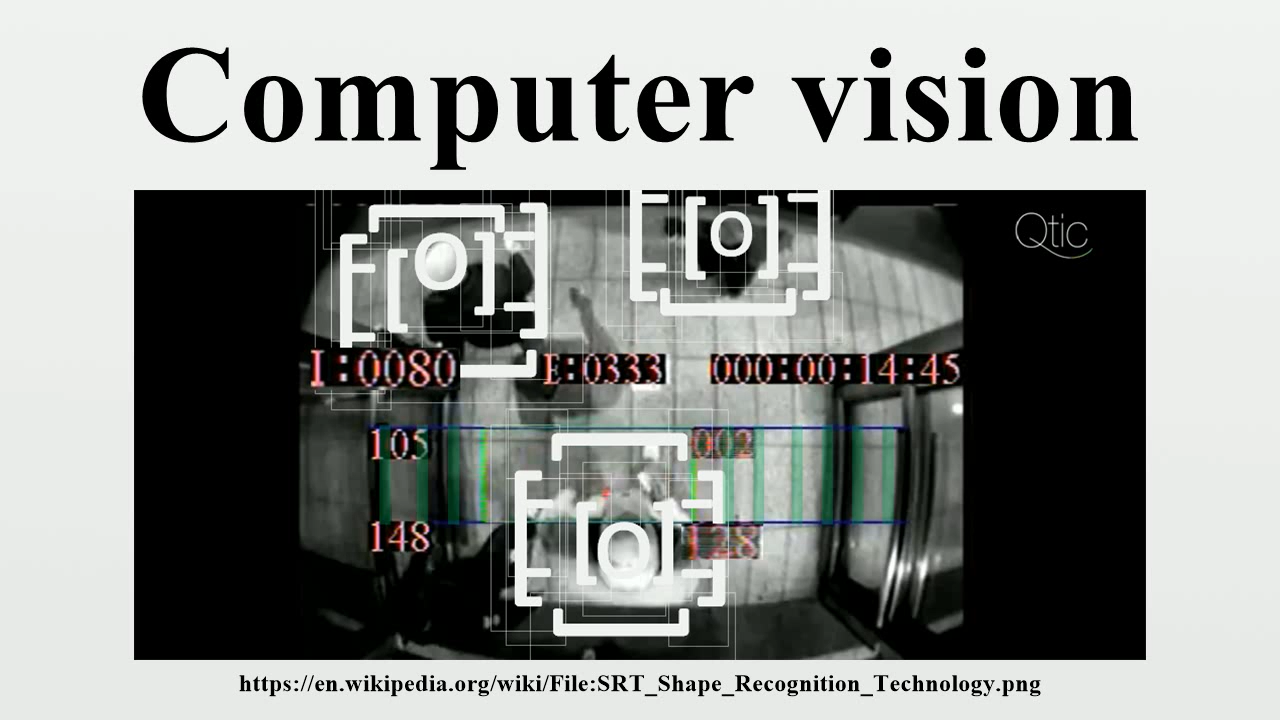 Computer vision
Qtic
[O]
[O]
I:0080 E:0333 000:00:14:45
105 002
148 128
[O]
https://en.wikipedia.org/wiki/File:SRT_Shape_Recognition_Technology.png